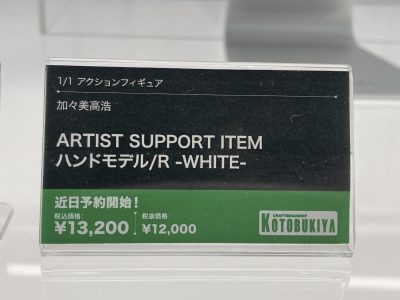 1/1 アクションフィギュア
加々美高浩
ARTIST SUPPORT ITEM
ハンドモデル/R -WHITE-
近日予約開始！
税込価格： 税抜価格：
¥13,200 ¥12,000
CRAFTSMANSHIP
KOTOBUKIYA